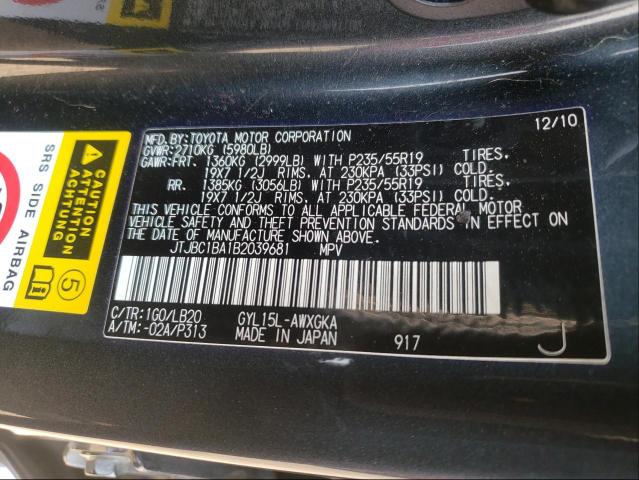 12/10
MFD.BY:TOYOTA MOTOR CORPORATION
GVWR:2710KG (5980LB)
GAWR:FRT. 1360KG (2999LB) WITH P235/55R19 TIRES.
19X7 1/2J RIMS. AT 230KPA (33PSI) COLD.
RR. 1385KG (3056LB) WITH P235/55R19 TIRES.
19X7 1/2J RIMS. AT 230KPA (33PSI) COLD.
THIS VEHICLE CONFORMS TO ALL APPLICABLE FEDERAL MOTOR
VEHICLE SAFETY AND THEFT PREVENTION STANDARDS IN EFFECT ON
THE DATE OF MANUFACTURE SHOWN ABOVE.
JTJBC1BA1B2039681 MPV
C/TR:1G0/LB20 GYL15L-AWXGKA
A/TM:-02A/P313 MADE IN JAPAN 917 J
SRS SIDE AIRBAG
CAUTION
ATTENTION
ACHTUNG
5